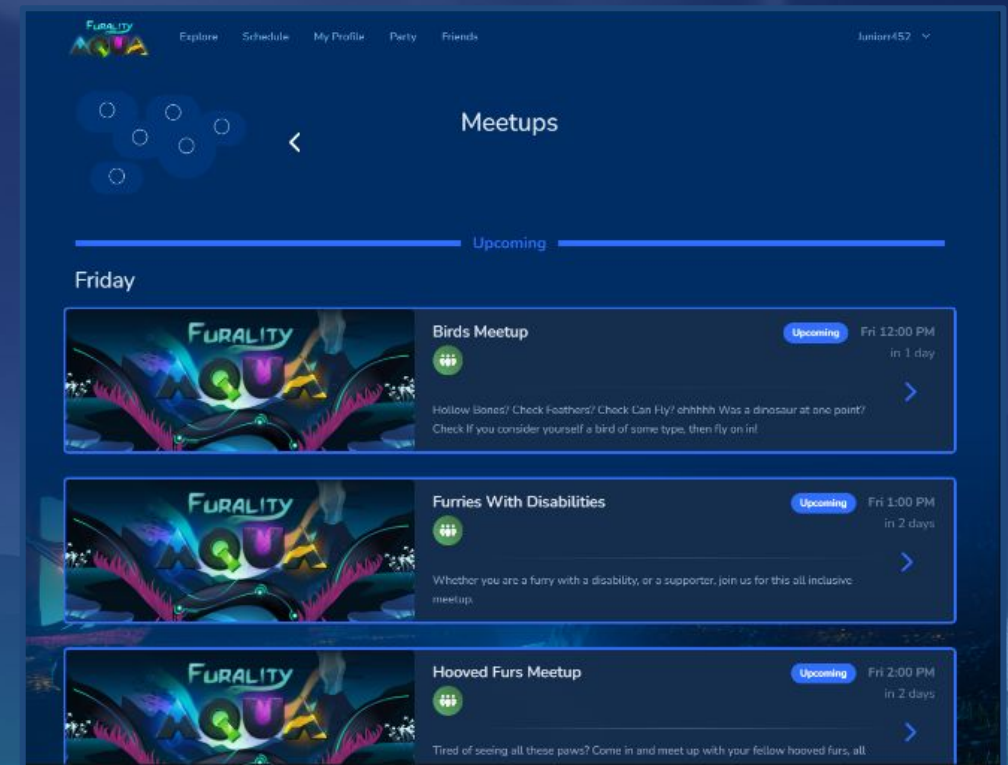 FURALITY
AQUA
Explore Schedule My Profile Party Friends
Juniorr452
Meetups
Upcoming
Friday
FURALITY
AQUA
Birds Meetup
Upcoming Fri 12:00 PM
in 1 day
Hollow Bones? Check Feathers? Check Can Fly? ehhhhh Was a dinosaur at one point?
Check If you consider yourself a bird of some type, then fly on in!
FURALITY
AQUA
Furries With Disabilities
Upcoming Fri 1:00 PM
in 2 days
Whether you are a furry with a disability, or a supporter, join us for this all inclusive
meetup.
FURALITY
AQUA
Hooved Furs Meetup
Upcoming Fri 2:00 PM
in 2 days
Tired of seeing all these paws? Come in and meet up with your fellow hooved furs, all